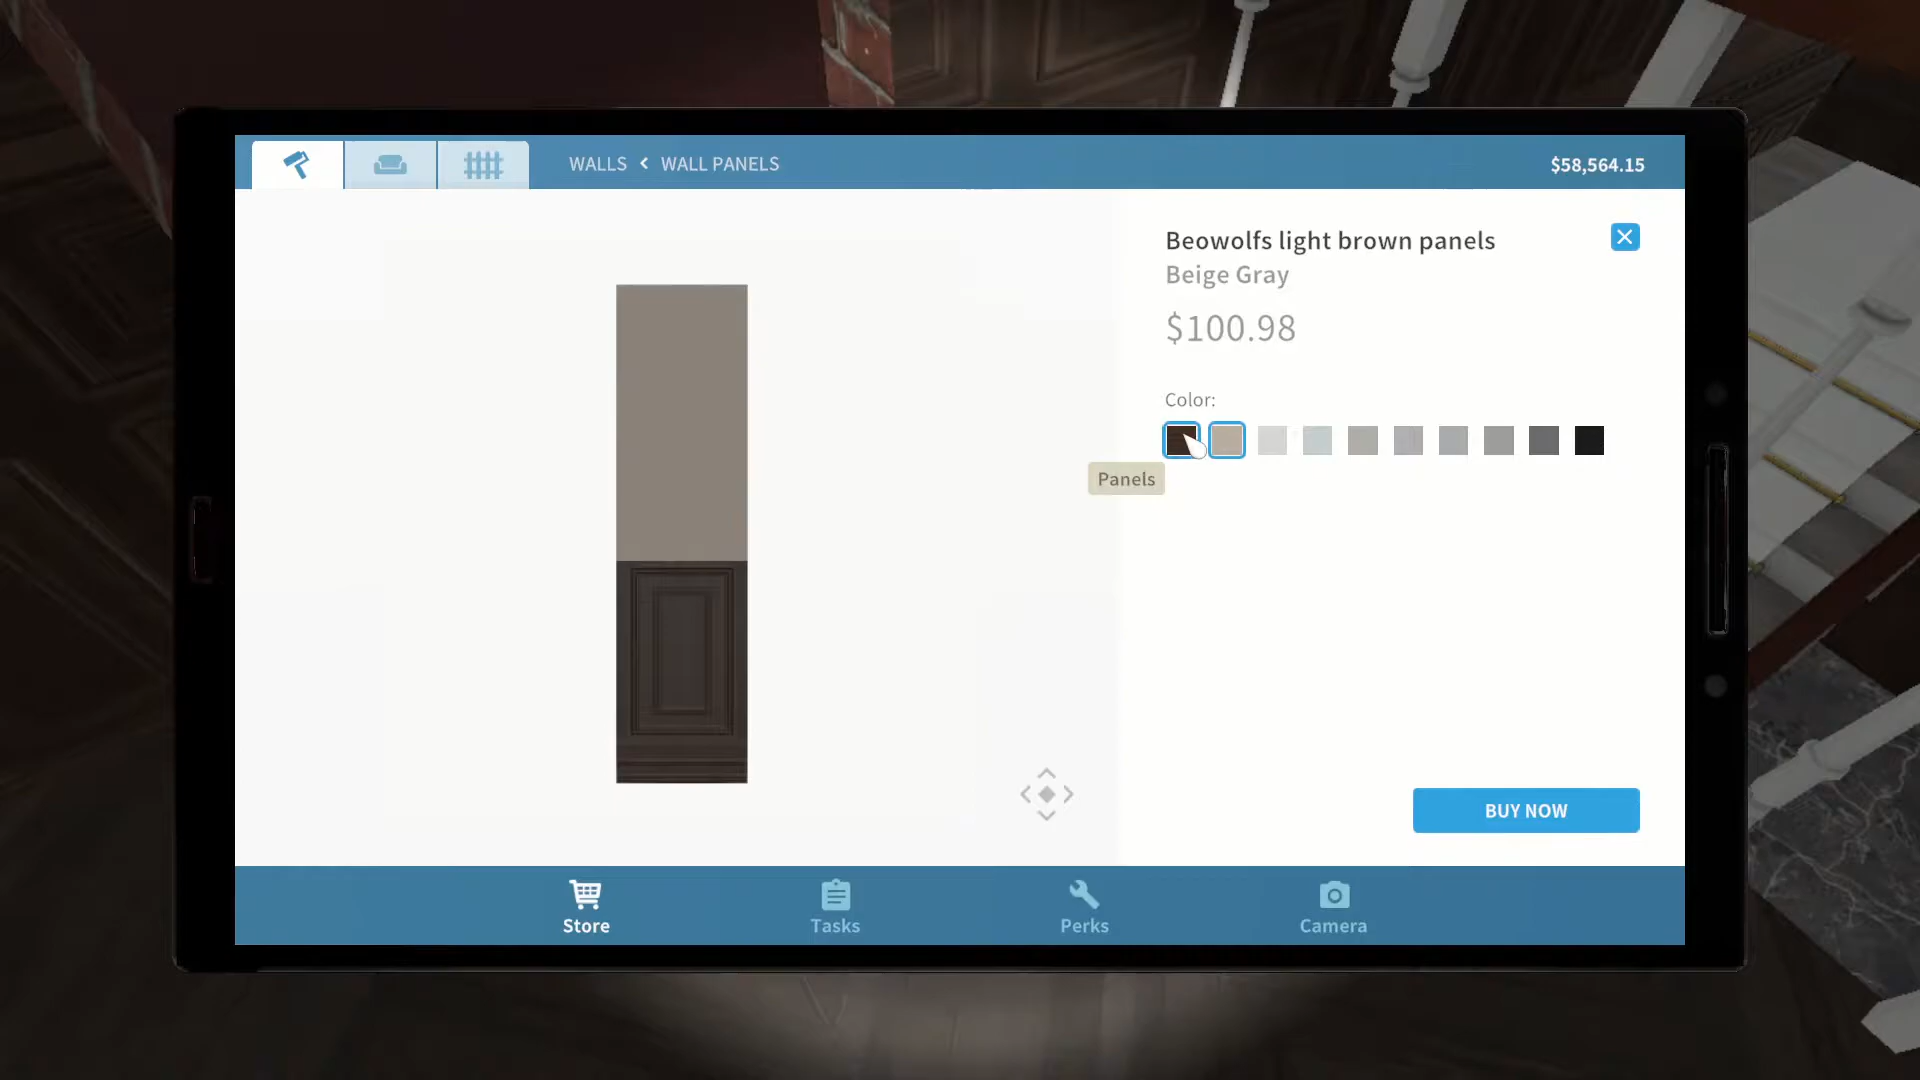 WALLS < WALL PANELS
$58,564.15
Beowolfs light brown panels
Beige Gray
$100.98
Color:
Panels
BUY NOW
Store
Tasks
Perks
Camera